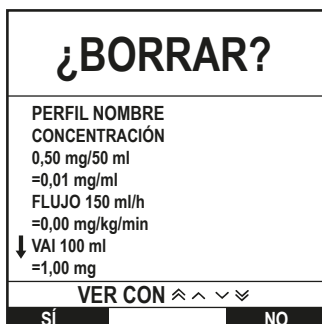 ¿BORRAR?
PERFIL NOMBRE
CONCENTRACIÓN
0,50 mg/50 ml
=0,01 mg/ml
FLUJO 150 ml/h
=0,00 mg/kg/min
VAI 100 ml
=1,00 mg
VER CON
SÍ NO